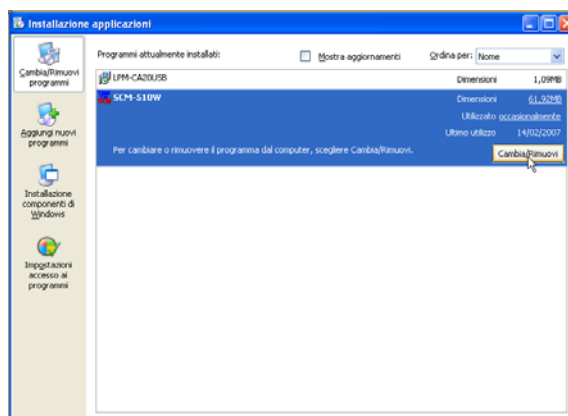 Installazione applicazioni
Cambia/Rimuovi
programmi
Aggiungi nuovi
programmi
Installazione
componenti di
Windows
Impostazioni
accesso ai
programmi
Programmi attualmente installati:
Mostra aggiornamenti
Ordina per: Nome
LPM-CA20USB Dimensioni 1,09MB
SCM-510W Dimensioni 61,92MB
Utilizzato occasionalmente
Ultimo utilizzo 14/02/2007
Per cambiare o rimuovere il programma dal computer, scegliere Cambia/Rimuovi.
Cambia/Rimuovi